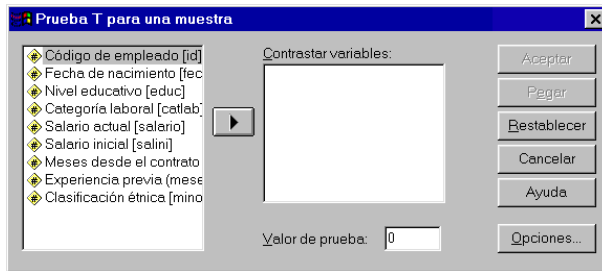 Prueba T para una muestra
Código de empleado [id]
Fecha de nacimiento [fec
Nivel educativo [educ]
Categoría laboral [catlab]
Salario actual [salario]
Salario inicial [salini]
Meses desde el contrato
Experiencia previa (mese
Clasificación étnica [mino
Contrastar variables:
Valor de prueba: 0
Aceptar
Pegar
Restablecer
Cancelar
Ayuda
Opciones...